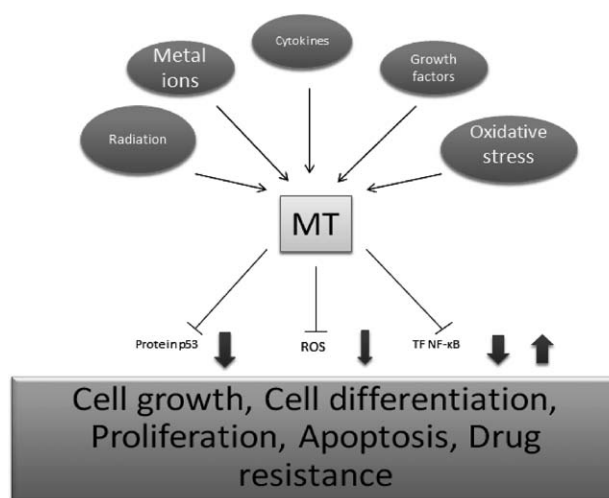 Cytokines
Metal
ions
Growth
factors
Radiation
Oxidative
stress
MT
Protein p53
ROS
TF NF-κB
Cell growth, Cell differentiation,
Proliferation, Apoptosis, Drug
resistance